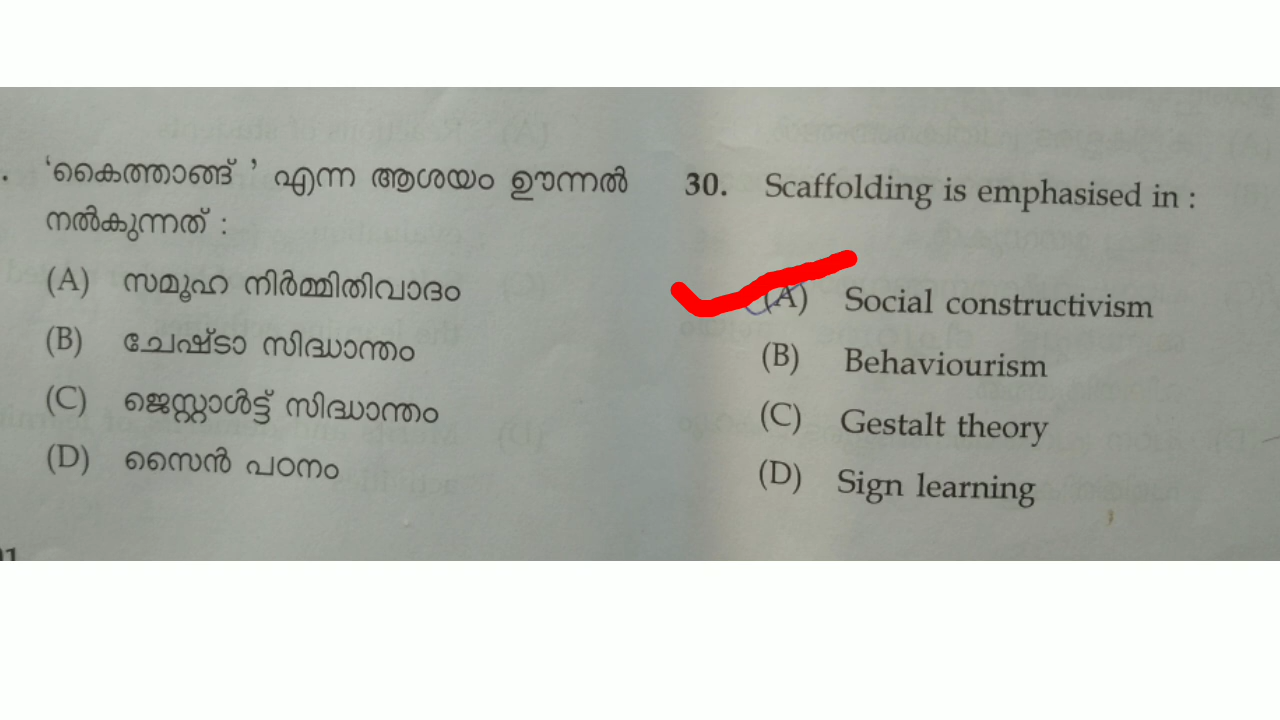 'കൈത്താങ്ങ് ' എന്ന ആശയം ഊന്നൽ
നൽകുന്നത് :
(A) സമൂഹ നിർമ്മിതിവാദം
(B) ചേഷ്ടാ സിദ്ധാന്തം
(C) ജെസ്റ്റാൾട്ട് സിദ്ധാന്തം
(D) സൈൻ പഠനം
30. Scaffolding is emphasised in :
(A) Social constructivism
(B) Behaviourism
(C) Gestalt theory
(D) Sign learning